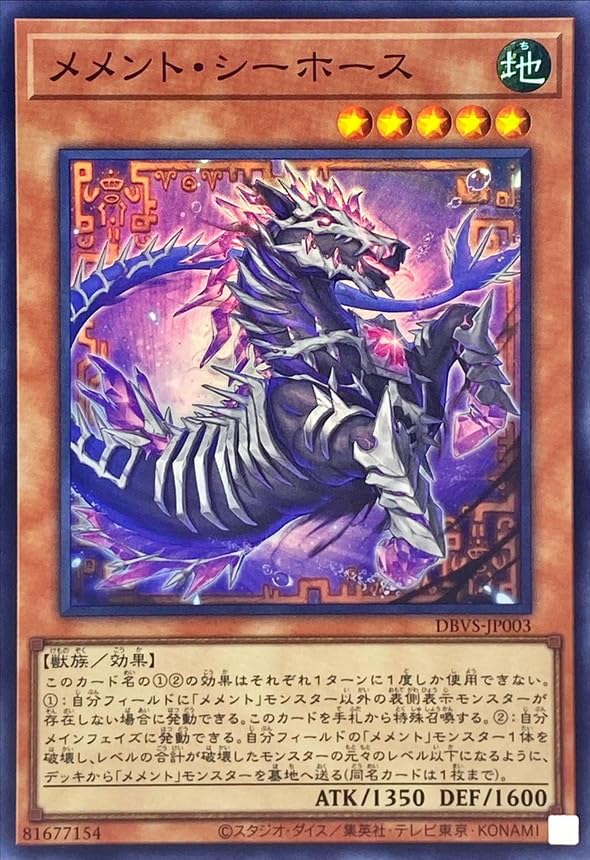 メメント・シーホース
地
DBVS-JP003
【獣族/効果】
このカード名の①②の効果はそれぞれ1ターンに1度しか使用できない。
①:自分フィールドに「メメント」モンスター以外の表側表示モンスターが
存在しない場合に発動できる。このカードを手札から特殊召喚する。②:自分
メインフェイズに発動できる。自分フィールドの「メメント」モンスター1体を
破壊し、レベルの合計が破壊したモンスターの元々のレベル以下になるように、
デッキから「メメント」モンスターを墓地へ送る(同名カードは1枚まで)。
ATK/1350 DEF/1600
81677154 ©スタジオ・ダイス/集英社・テレビ東京・KONAMI